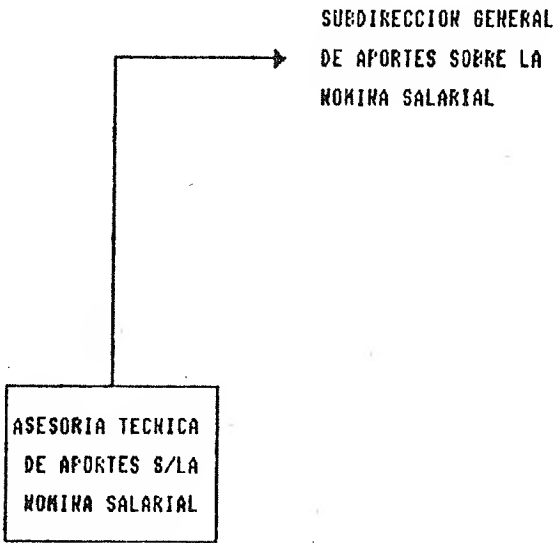 SUBDIRECCION GENERAL
DE APORTES SOBRE LA
NOMINA SALARIAL
ASESORIA TECNICA
DE APORTES S/LA
NOMINA SALARIAL